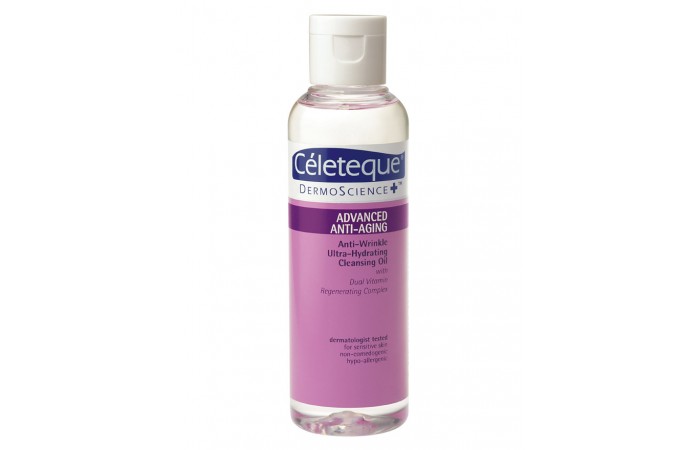 Céleteque®
DERMOSCIENCE+™
ADVANCED
ANTI-AGING
Anti-Wrinkle
Ultra-Hydrating
Cleansing Oil
with
Dual Vitamin
Regenerating Complex
dermatologist tested
for sensitive skin
non-comedogenic
hypo-allergenic